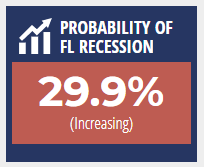 PROBABILITY OF
FL RECESSION
29.9%
(Increasing)